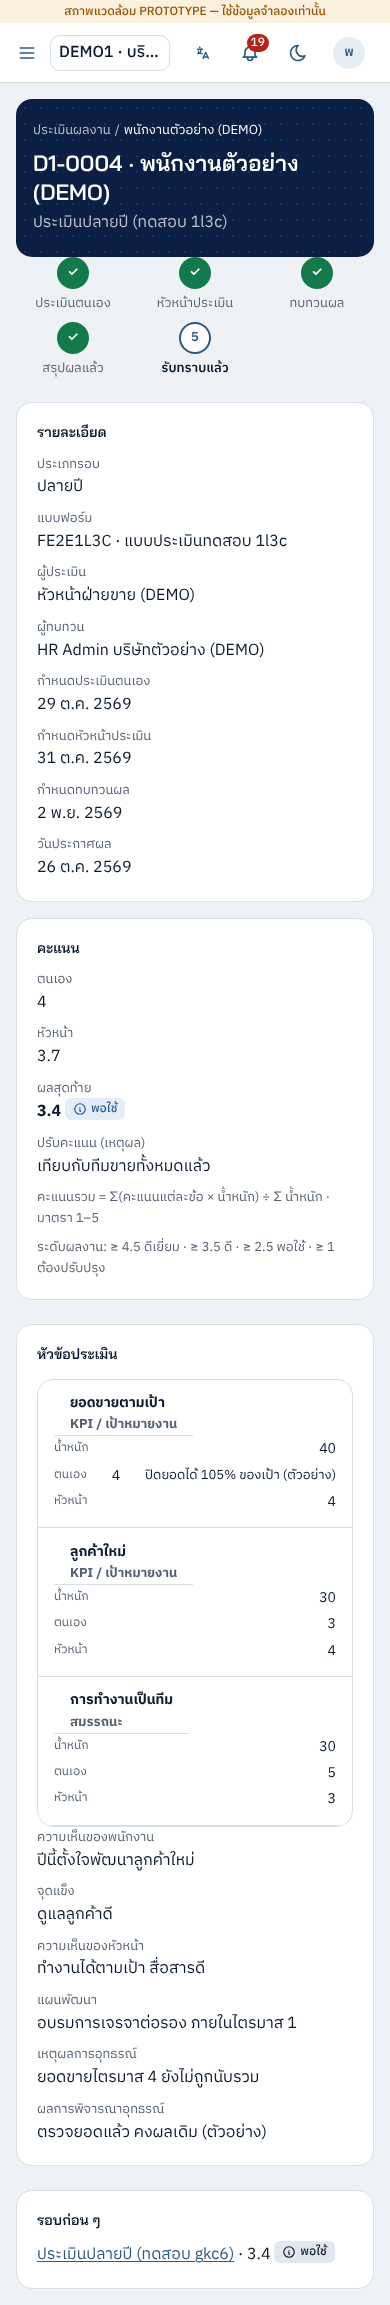 สภาพแวดล้อม PROTOTYPE — ใช้ข้อมูลจำลองเท่านั้น
DEMO1 · บริ...
19
พ
ประเมินผลงาน / พนักงานตัวอย่าง (DEMO)
D1-0004 · พนักงานตัวอย่าง
(DEMO)
ประเมินปลายปี (ทดสอบ 1l3c)
ประเมินตนเอง หัวหน้าประเมิน ทบทวนผล
5
สรุปผลแล้ว รับทราบแล้ว
รายละเอียด
ประเภทรอบ
ปลายปี
แบบฟอร์ม
FE2E1L3C · แบบประเมินทดสอบ 1l3c
ผู้ประเมิน
หัวหน้าฝ่ายขาย (DEMO)
ผู้ทบทวน
HR Admin บริษัทตัวอย่าง (DEMO)
กำหนดประเมินตนเอง
29 ต.ค. 2569
กำหนดหัวหน้าประเมิน
31 ต.ค. 2569
กำหนดทบทวนผล
2 พ.ย. 2569
วันประกาศผล
26 ต.ค. 2569
คะแนน
ตนเอง
4
หัวหน้า
3.7
ผลสุดท้าย
3.4 พอใช้
ปรับคะแนน (เหตุผล)
เทียบกับทีมขายทั้งหมดแล้ว
คะแนนรวม = Σ(คะแนนแต่ละข้อ × น้ำหนัก) ÷ Σ น้ำหนัก ·
มาตรา 1–5
ระดับผลงาน: ≥ 4.5 ดีเยี่ยม · ≥ 3.5 ดี · ≥ 2.5 พอใช้ · ≥ 1
ต้องปรับปรุง
หัวข้อประเมิน
ยอดขายตามเป้า
KPI / เป้าหมายงาน
น้ำหนัก 40
ตนเอง 4 ปิดยอดได้ 105% ของเป้า (ตัวอย่าง)
หัวหน้า 4
ลูกค้าใหม่
KPI / เป้าหมายงาน
น้ำหนัก 30
ตนเอง 3
หัวหน้า 4
การทำงานเป็นทีม
สมรรถนะ
น้ำหนัก 30
ตนเอง 5
หัวหน้า 3
ความเห็นของพนักงาน
ปีนี้ตั้งใจพัฒนาลูกค้าใหม่
จุดแข็ง
ดูแลลูกค้าดี
ความเห็นของหัวหน้า
ทำงานได้ตามเป้า สื่อสารดี
แผนพัฒนา
อบรมการเจรจาต่อรอง ภายในไตรมาส 1
เหตุผลการอุทธรณ์
ยอดขายไตรมาส 4 ยังไม่ถูกนับรวม
ผลการพิจารณาอุทธรณ์
ตรวจยอดแล้ว คงผลเดิม (ตัวอย่าง)
รอบก่อน ๆ
ประเมินปลายปี (ทดสอบ gkc6) · 3.4 พอใช้